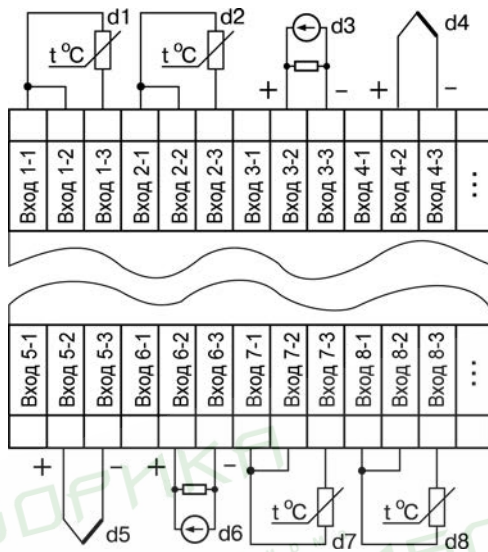 d1 d2 d3 d4
t °C t °C
+ − + −
Вход 1-1
Вход 1-2
Вход 1-3
Вход 2-1
Вход 2-2
Вход 2-3
Вход 3-1
Вход 3-2
Вход 3-3
Вход 4-1
Вход 4-2
Вход 4-3
...
Вход 5-1
Вход 5-2
Вход 5-3
Вход 6-1
Вход 6-2
Вход 6-3
Вход 7-1
Вход 7-2
Вход 7-3
Вход 8-1
Вход 8-2
Вход 8-3
...
+ − + −
t °C t °C
d5 d6 d7 d8